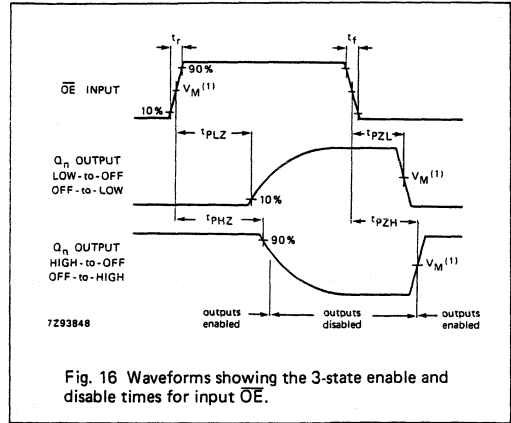 tr
tf
90%
OE INPUT
VM(1)
10%
tPLZ
tPZL
Qn OUTPUT
LOW-to-OFF
OFF-to-LOW
VM(1)
10%
tPHZ
tPZH
90%
Qn OUTPUT
HIGH-to-OFF
OFF-to-HIGH
VM(1)
outputs enabled
outputs disabled
outputs enabled
7Z93848
Fig. 16 Waveforms showing the 3-state enable and
disable times for input OE.